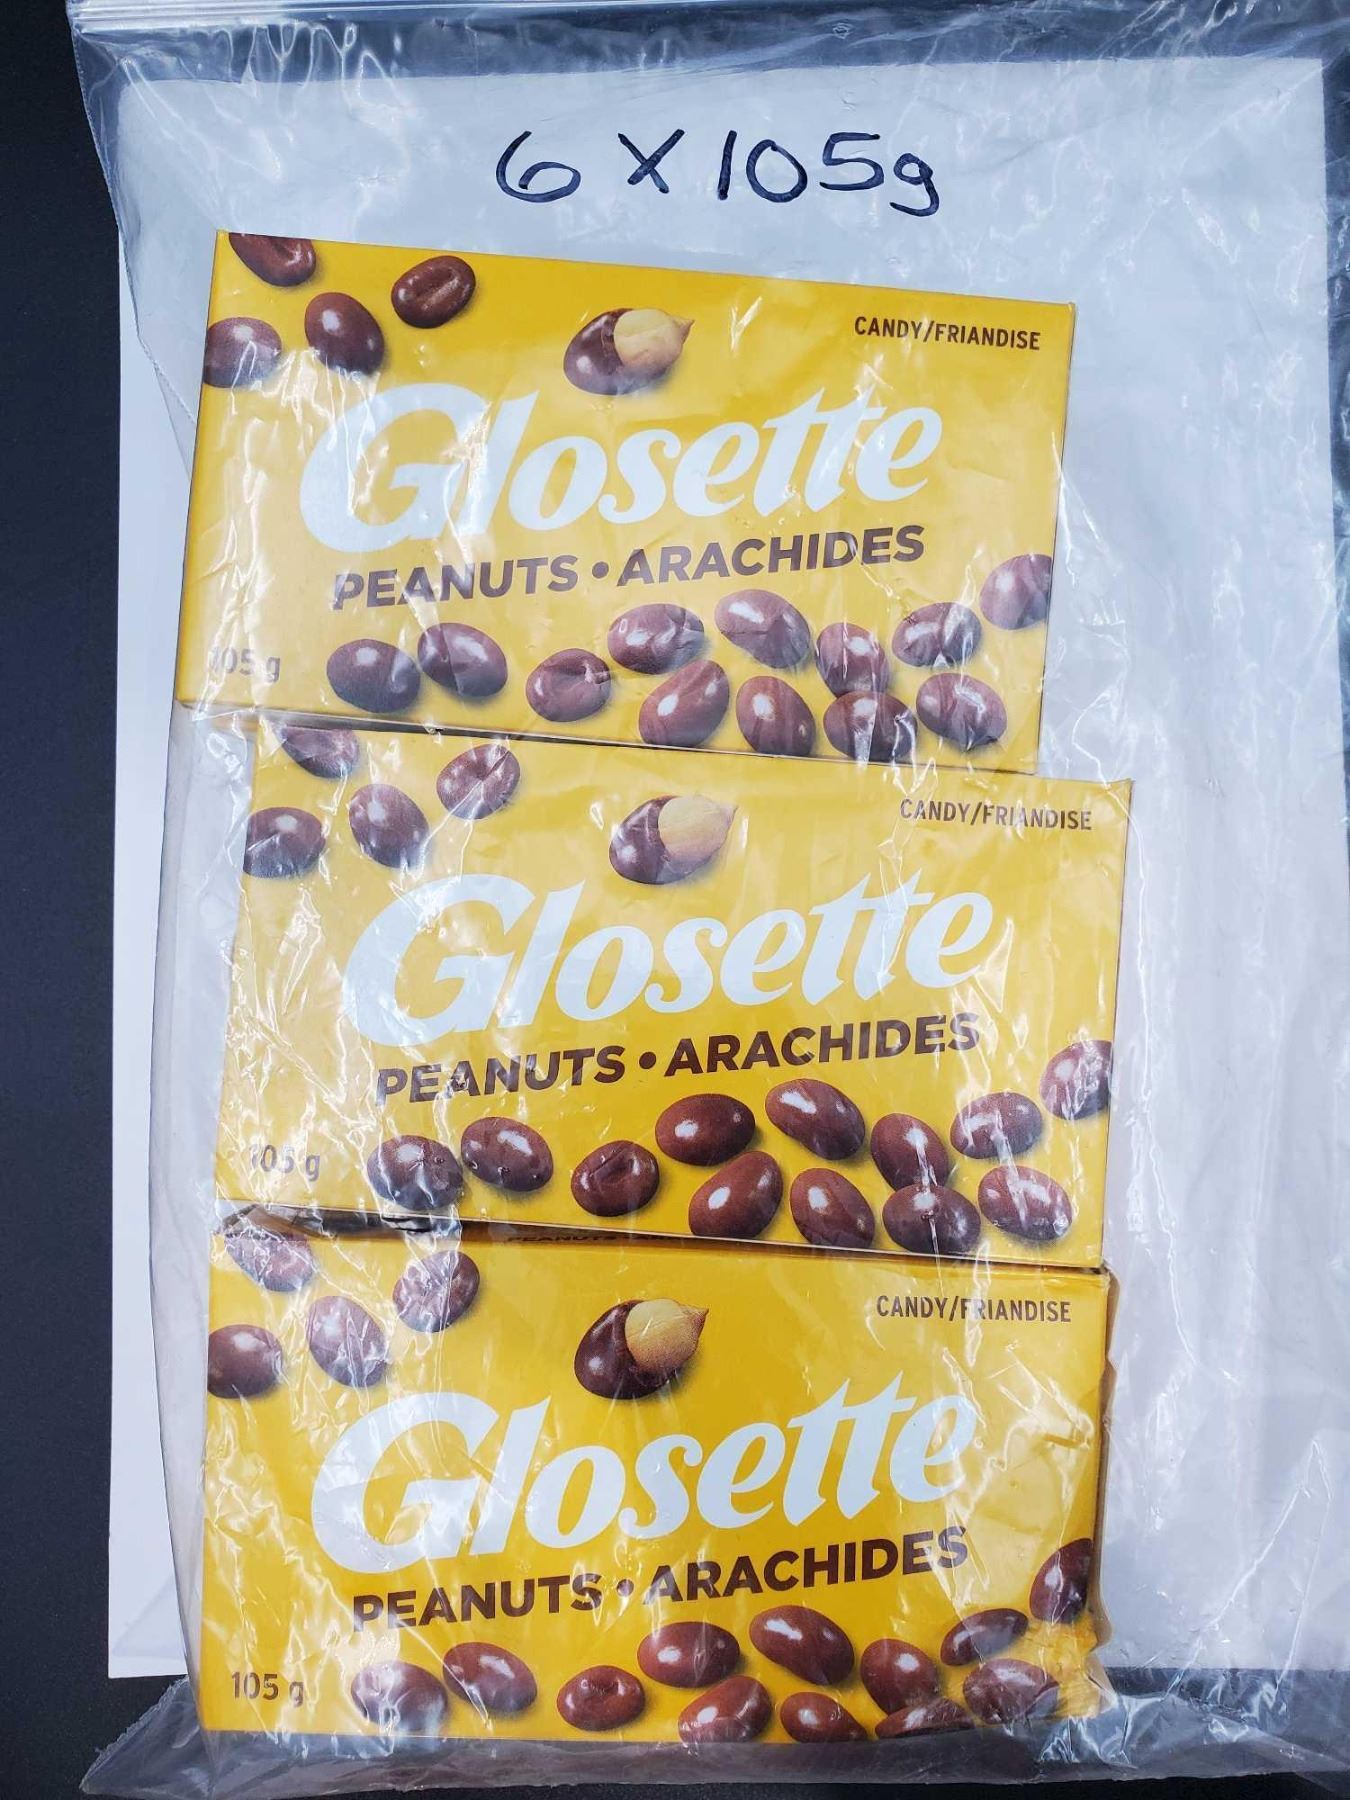 6 X 105g
CANDY/FRIANDISE
Glosette
PEANUTS • ARACHIDES
105 g
CANDY/FRIANDISE
Glosette
PEANUTS • ARACHIDES
105 g
PEANUTS
CANDY/FRIANDISE
Glosette
PEANUTS • ARACHIDES
105 g